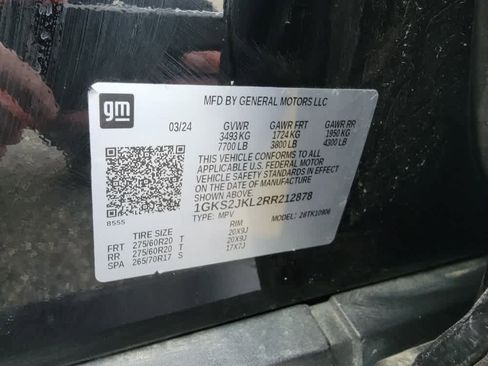 gm
MFD BY GENERAL MOTORS LLC
03/24 GVWR GAWR FRT GAWR RR
3493 KG 1724 KG 1950 KG
7700 LB 3800 LB 4300 LB
THIS VEHICLE CONFORMS TO ALL
APPLICABLE U.S. FEDERAL MOTOR
VEHICLE SAFETY STANDARDS IN
EFFECT ON THE DATE OF
MANUFACTURE SHOWN ABOVE.
1GKS2JKL2RR212878
TYPE: MPV MODEL: 26TK10906
8555
TIRE SIZE RIM
FRT 275/60R20 T 20X9J
RR 275/60R20 T 20X9J
SPA 265/70R17 S 17X7J